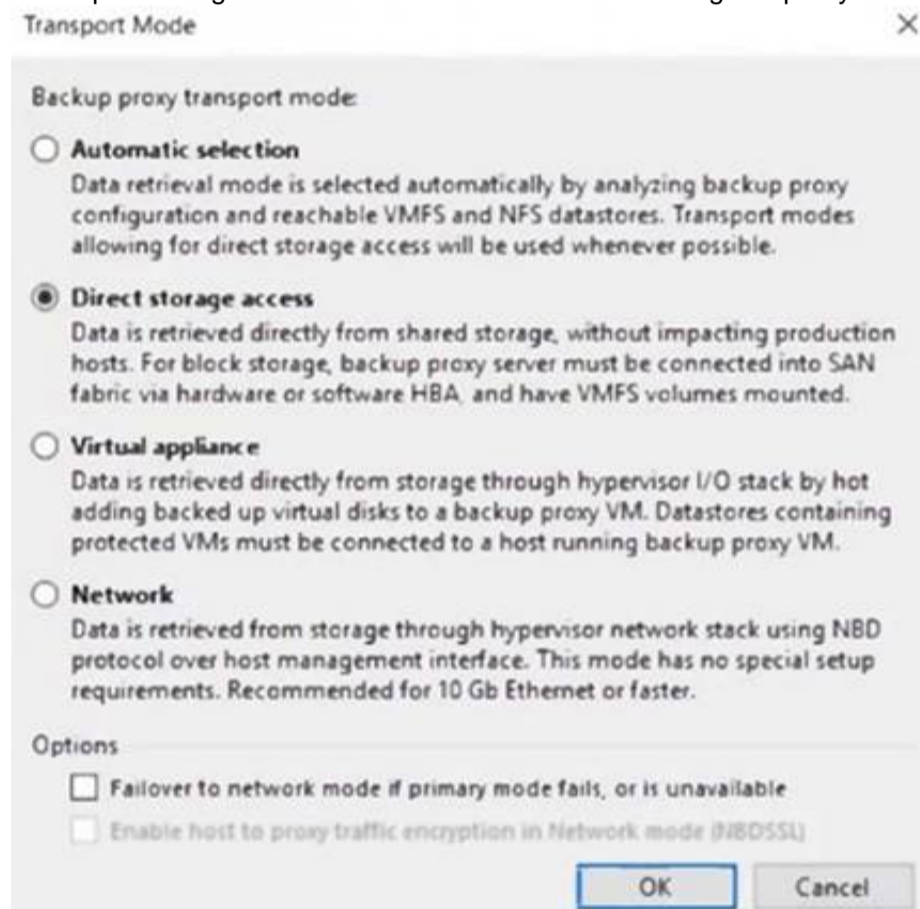 Transport Mode
Backup proxy transport mode:
Automatic selection
Data retrieval mode is selected automatically by analyzing backup proxy
configuration and reachable VMFS and NFS datastores. Transport modes
allowing for direct storage access will be used whenever possible.
Direct storage access
Data is retrieved directly from shared storage, without impacting production
hosts. For block storage, backup proxy server must be connected into SAN
fabric via hardware or software HBA, and have VMFS volumes mounted.
Virtual appliance
Data is retrieved directly from storage through hypervisor I/O stack by hot
adding backed up virtual disks to a backup proxy VM. Datastores containing
protected VMs must be connected to a host running backup proxy VM.
Network
Data is retrieved from storage through hypervisor network stack using NBD
protocol over host management interface. This mode has no special setup
requirements. Recommended for 10 Gb Ethernet or faster.
Options
Failover to network mode if primary mode fails, or is unavailable
Enable host to proxy traffic encryption in Network mode (NBDSSL)
OK Cancel